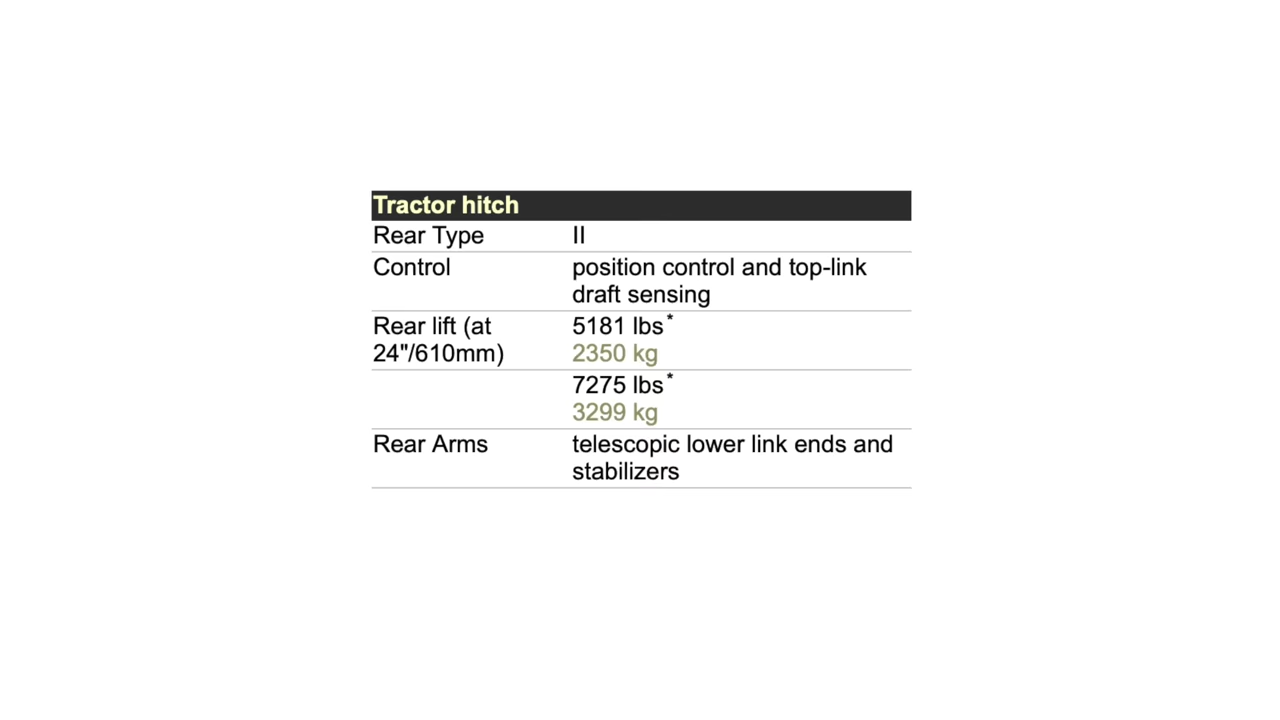 Tractor hitch
Rear Type II
Control position control and top-link
draft sensing
Rear lift (at 5181 lbs*
24"/610mm) 2350 kg
7275 lbs*
3299 kg
Rear Arms telescopic lower link ends and
stabilizers